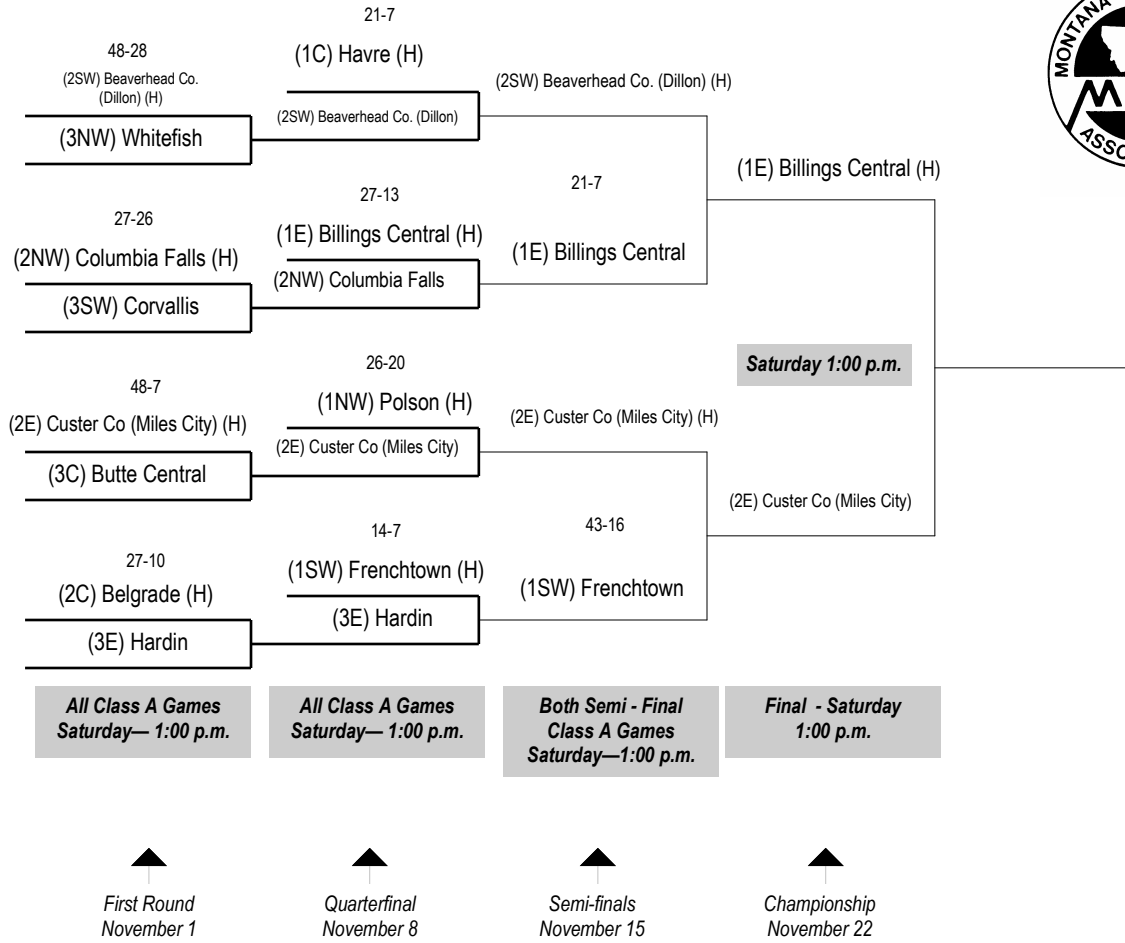 48-28
(2SW) Beaverhead Co.
(Dillon) (H)
(3NW) Whitefish
27-26
(2NW) Columbia Falls (H)
(3SW) Corvallis
48-7
(2E) Custer Co (Miles City) (H)
(3C) Butte Central
27-10
(2C) Belgrade (H)
(3E) Hardin
21-7
(1C) Havre (H)
(2SW) Beaverhead Co. (Dillon)
27-13
(1E) Billings Central (H)
(2NW) Columbia Falls
26-20
(1NW) Polson (H)
(2E) Custer Co (Miles City)
14-7
(1SW) Frenchtown (H)
(3E) Hardin
(2SW) Beaverhead Co. (Dillon) (H)
21-7
(1E) Billings Central
(2E) Custer Co (Miles City) (H)
43-16
(1SW) Frenchtown
(1E) Billings Central (H)
Saturday 1:00 p.m.
(2E) Custer Co (Miles City)
MONTANA
All Class A Games
Saturday— 1:00 p.m.
All Class A Games
Saturday— 1:00 p.m.
Both Semi - Final
Class A Games
Saturday—1:00 p.m.
Final - Saturday
1:00 p.m.
First Round
November 1
Quarterfinal
November 8
Semi-finals
November 15
Championship
November 22